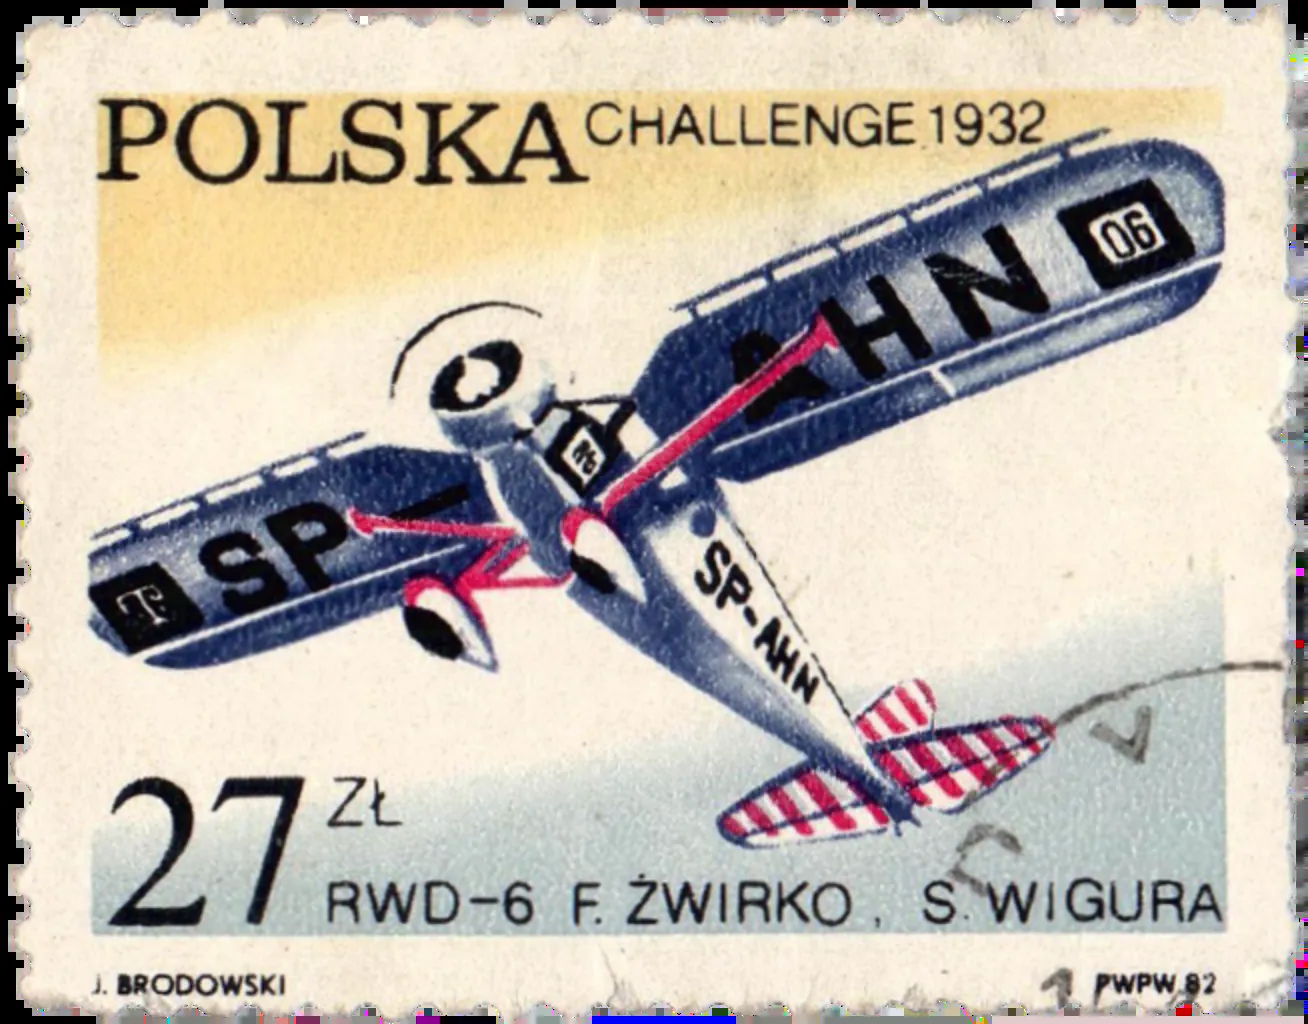 POLSKA CHALLENGE 1932
06
AHN
SP-
T
SP-AHN
27 ZŁ
RWD-6 F. ŻWIRKO, S. WIGURA
J. BRODOWSKI PWPW 82